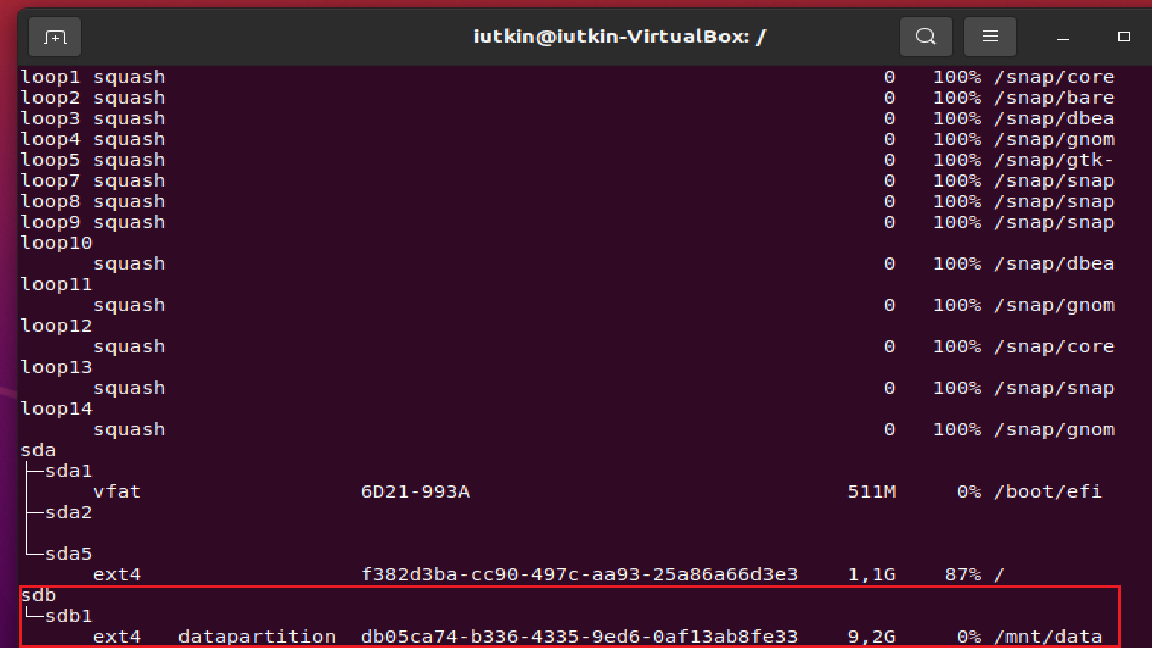 iutkin@iutkin-VirtualBox: /
loop1 squash 0 100% /snap/core
loop2 squash 0 100% /snap/bare
loop3 squash 0 100% /snap/dbea
loop4 squash 0 100% /snap/gnom
loop5 squash 0 100% /snap/gtk-
loop7 squash 0 100% /snap/snap
loop8 squash 0 100% /snap/snap
loop9 squash 0 100% /snap/snap
loop10
squash 0 100% /snap/dbea
loop11
squash 0 100% /snap/gnom
loop12
squash 0 100% /snap/core
loop13
squash 0 100% /snap/snap
loop14
squash 0 100% /snap/gnom
sda
├─sda1
vfat 6D21-993A 511M 0% /boot/efi
├─sda2
└─sda5
ext4 f382d3ba-cc90-497c-aa93-25a86a66d3e3 1,1G 87% /
sdb
└─sdb1
ext4 datapartition db05ca74-b336-4335-9ed6-0af13ab8fe33 9,2G 0% /mnt/data